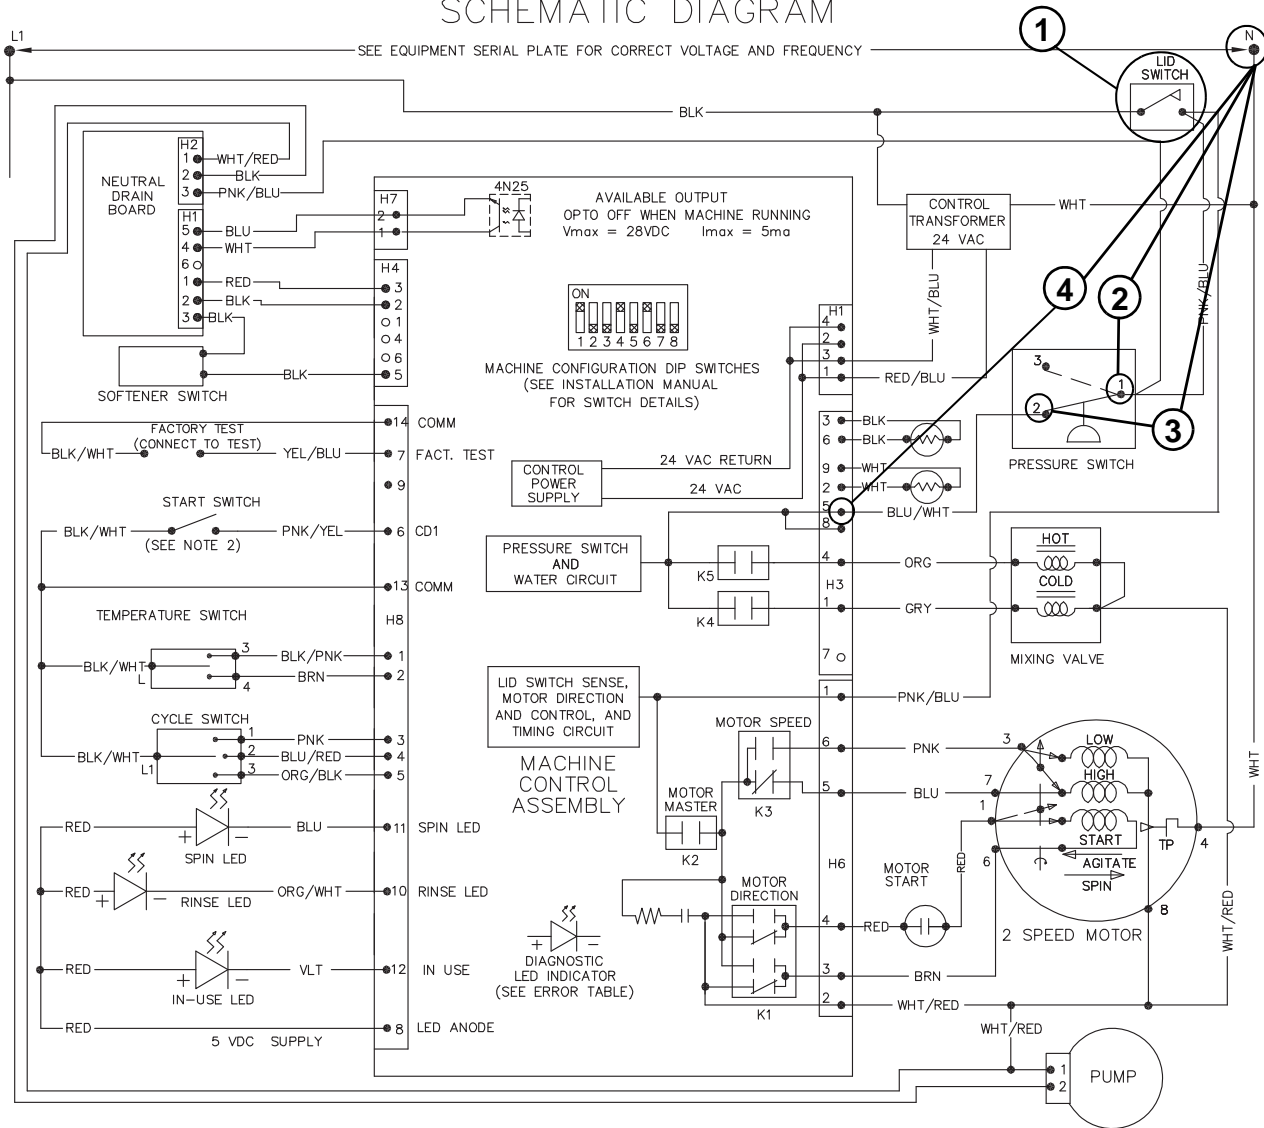 SCHEMATIC DIAGRAM
L1
SEE EQUIPMENT SERIAL PLATE FOR CORRECT VOLTAGE AND FREQUENCY
N
1
LID
SWITCH
BLK
H2
1 WHT/RED
2 BLK
3 PNK/BLU
NEUTRAL
DRAIN
BOARD
H1
5 BLU
4 WHT
6
1 RED
2 BLK
3 BLK
SOFTENER SWITCH
BLK
H7
2
1
4N25
AVAILABLE OUTPUT
OPTO OFF WHEN MACHINE RUNNING
Vmax = 28VDC Imax = 5ma
H4
3
2
1
4
6
5
ON
1 2 3 4 5 6 7 8
MACHINE CONFIGURATION DIP SWITCHES
(SEE INSTALLATION MANUAL
FOR SWITCH DETAILS)
CONTROL
TRANSFORMER
24 VAC
WHT
WHT/BLU
PNK/BLU
4
2
H1
4
2
3
1
RED/BLU
3
1
2
3
PRESSURE SWITCH
FACTORY TEST
(CONNECT TO TEST)
BLK/WHT
YEL/BLU
14 COMM
7 FACT. TEST
9
START SWITCH
BLK/WHT
PNK/YEL
(SEE NOTE 2)
6 CD1
13 COMM
H8
TEMPERATURE SWITCH
BLK/WHT
L
3
4
BLK/PNK
BRN
1
2
CYCLE SWITCH
BLK/WHT
L1
1 PNK 3
2 BLU/RED 4
3 ORG/BLK 5
RED
+ −
SPIN LED
BLU
11 SPIN LED
RED
+ −
RINSE LED
ORG/WHT
10 RINSE LED
RED
+ −
IN-USE LED
VLT
12 IN USE
RED
8 LED ANODE
5 VDC SUPPLY
CONTROL
POWER
SUPPLY
24 VAC RETURN
24 VAC
3 BLK
6 BLK
9 WHT
2 WHT
5 BLU/WHT
8
PRESSURE SWITCH
AND
WATER CIRCUIT
K5
K4
4 ORG
H3
1 GRY
7
HOT
COLD
MIXING VALVE
LID SWITCH SENSE,
MOTOR DIRECTION
AND CONTROL, AND
TIMING CIRCUIT
MACHINE
CONTROL
ASSEMBLY
1 PNK/BLU
MOTOR SPEED
K3
6 PNK
5 BLU
MOTOR
MASTER
K2
H6
MOTOR
DIRECTION
K1
4 RED
3 BRN
2 WHT/RED
MOTOR
START
RED
3
7
1
6
LOW
HIGH
START
AGITATE
SPIN
TP
4
8
2 SPEED MOTOR
WHT
WHT/RED
DIAGNOSTIC
LED INDICATOR
(SEE ERROR TABLE)
+ −
WHT/RED
1
2
PUMP